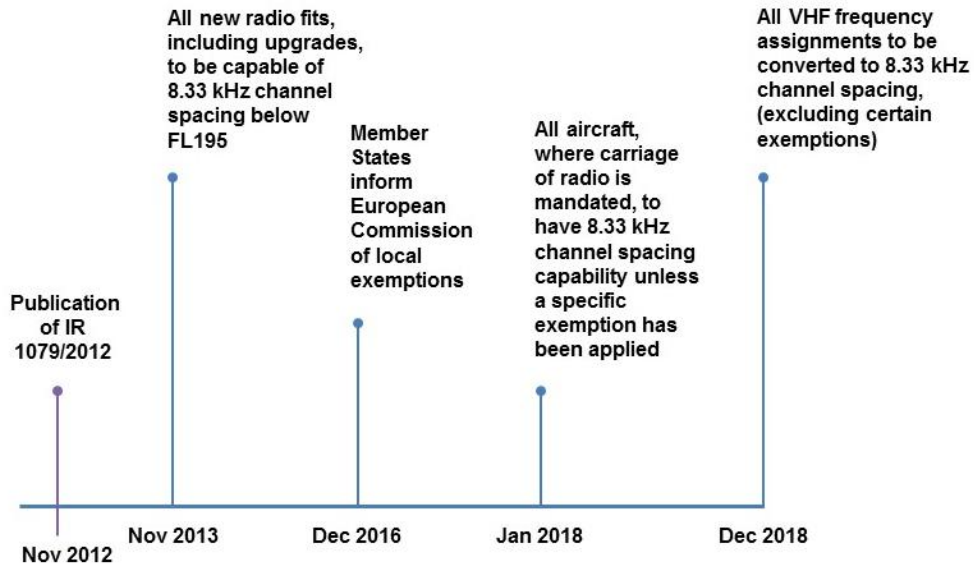 All new radio fits,
including upgrades,
to be capable of
8.33 kHz channel
spacing below
FL195
All VHF frequency
assignments to be
converted to 8.33 kHz
channel spacing,
(excluding certain
exemptions)
Member
States
inform
European
Commission
of local
exemptions
All aircraft,
where carriage
of radio is
mandated, to
have 8.33 kHz
channel spacing
capability unless
a specific
exemption has
been applied
Publication
of IR
1079/2012
Nov 2012
Nov 2013
Dec 2016
Jan 2018
Dec 2018